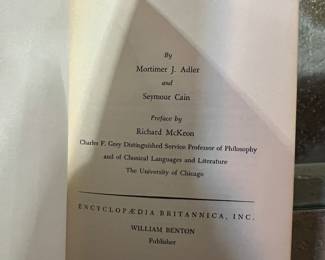 By
Mortimer J. Adler
and
Seymour Cain
Preface by
Richard McKeon
Charles F. Grey Distinguished Service Professor of Philosophy
and of Classical Languages and Literature
The University of Chicago
ENCYCLOPÆDIA BRITANNICA, INC.
WILLIAM BENTON
Publisher